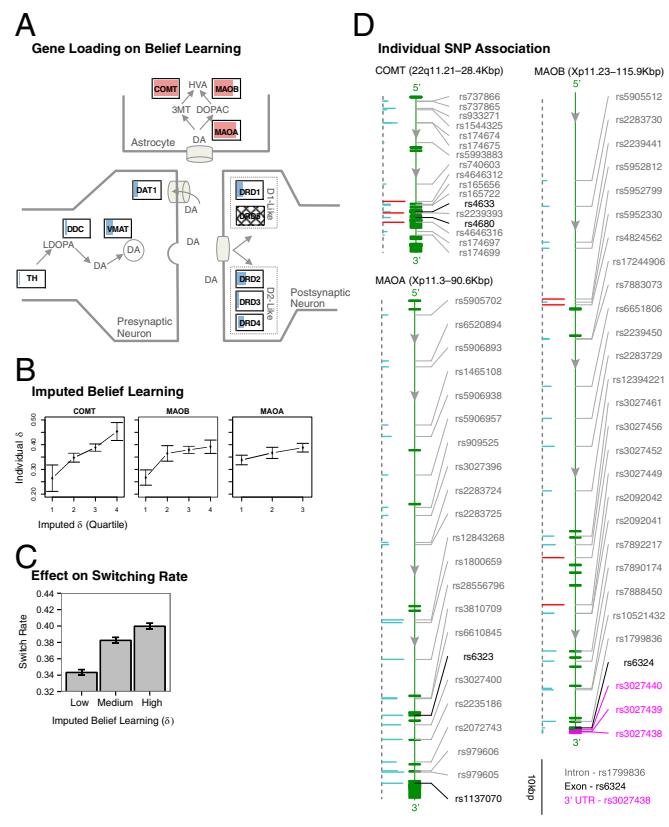 A
Gene Loading on Belief Learning
COMT
HVA
MAOB
3MT
DOPAC
MAOA
Astrocyte
DA
DAT1
DA
DDC
VMAT
LDOPA
DA
DA
TH
DA
DA
Presynaptic
Neuron
DRD1
DRD5
D1-Like
DRD2
DRD3
DRD4
D2-Like
Postsynaptic
Neuron
B
Imputed Belief Learning
COMT
MAOB
MAOA
Individual δ
0.50
0.40
0.30
0.20
1 2 3 4
1 2 3 4
1 2 3
Imputed δ (Quartile)
C
Effect on Switching Rate
Switch Rate
0.44
0.40
0.36
0.34
0.32
Low Medium High
Imputed Belief Learning (δ)
D
Individual SNP Association
COMT (22q11.21–28.4Kbp)
5'
rs737866
rs737865
rs933271
rs1544325
rs174674
rs174675
rs5993883
rs740603
rs4646312
rs165656
rs165722
rs4633
rs2239393
rs4680
rs4646316
rs174697
rs174699
3'
MAOA (Xp11.3–90.6Kbp)
5'
rs5905702
rs6520894
rs5906893
rs1465108
rs5906938
rs5906957
rs909525
rs3027396
rs2283724
rs2283725
rs12843268
rs1800659
rs28556796
rs3810709
rs6610845
rs6323
rs3027400
rs2235186
rs2072743
rs979606
rs979605
rs1137070
3'
MAOB (Xp11.23–115.9Kbp)
5'
rs5905512
rs2283730
rs2239441
rs5952812
rs5952799
rs5952330
rs4824562
rs17244906
rs7883073
rs6651806
rs2239450
rs2283729
rs12394221
rs3027461
rs3027456
rs3027452
rs3027449
rs2092042
rs2092041
rs7892217
rs7890174
rs7888450
rs10521432
rs1799836
rs6324
rs3027440
rs3027439
rs3027438
3'
10kbp
Intron - rs1799836
Exon - rs6324
3' UTR - rs3027438